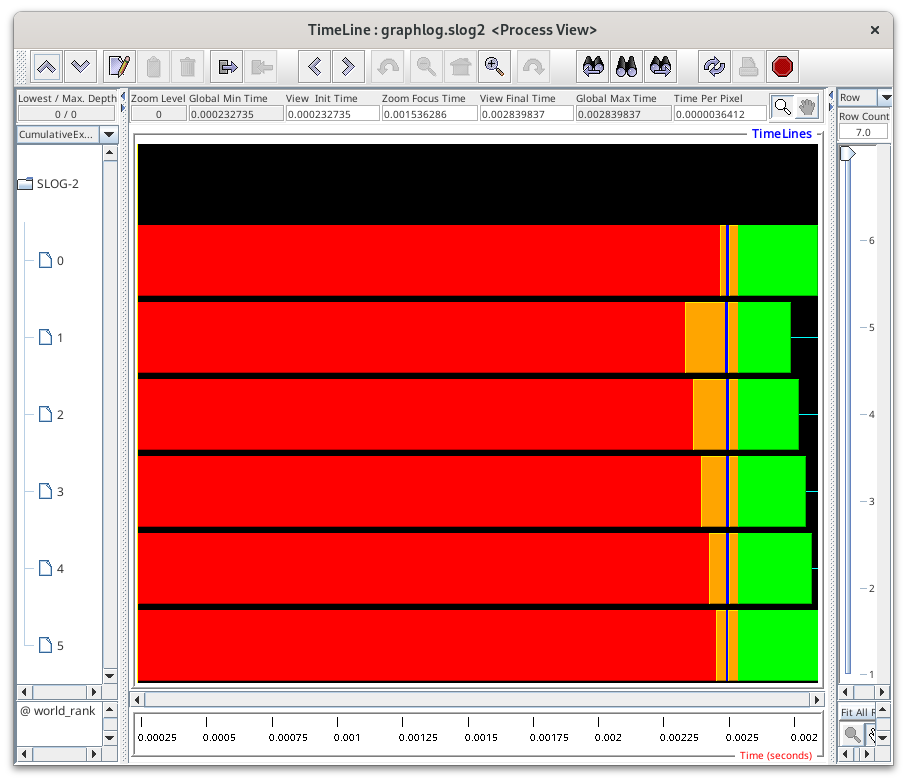 TimeLine : graphlog.slog2 <Process View>
Lowest / Max. Depth
0 / 0
CumulativeEx...
Zoom Level Global Min Time View Init Time Zoom Focus Time View Final Time Global Max Time Time Per Pixel
0 0.000232735 0.000232735 0.001536286 0.002839837 0.002839837 0.0000036412
Row
Row Count
7.0
TimeLines
SLOG-2
0
1
2
3
4
5
6
5
4
3
2
1
@ world_rank
Fit All R
0.00025 0.0005 0.00075 0.001 0.00125 0.0015 0.00175 0.002 0.00225 0.0025 0.002
Time (seconds)